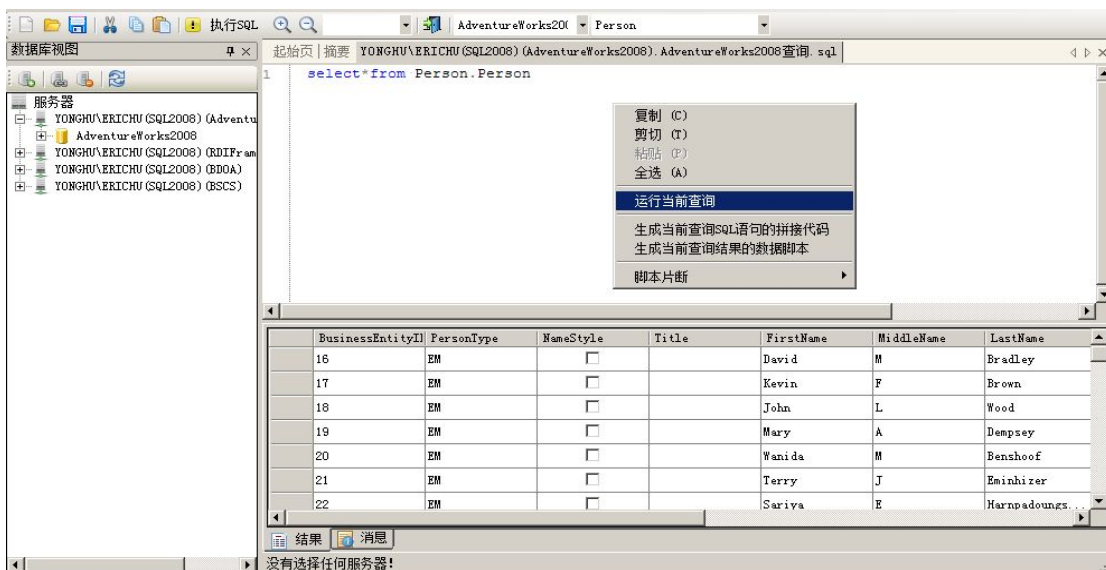 执行SQL AdventureWorks20( Person
数据库视图
起始页 摘要 YONGHU\ERICHU(SQL2008)(AdventureWorks2008).AdventureWorks2008查询.sql
1 select*from Person.Person
服务器
YONGHU\ERICHU(SQL2008)(Adventu
AdventureWorks2008
YONGHU\ERICHU(SQL2008)(RDIFram
YONGHU\ERICHU(SQL2008)(BDOA)
YONGHU\ERICHU(SQL2008)(BSCS)
复制 (C)
剪切 (T)
粘贴 (P)
全选 (A)
运行当前查询
生成当前查询SQL语句的拼接代码
生成当前查询结果的数据脚本
脚本片断
BusinessEntityI PersonType NameStyle Title FirstName MiddleName LastName
16 EM David M Bradley
17 EM Kevin F Brown
18 EM John L Wood
19 EM Mary A Dempsey
20 EM Wanida M Benshoof
21 EM Terry J Eminhizer
22 EM Sariya E Harnpadoungs...
结果 消息
没有选择任何服务器!